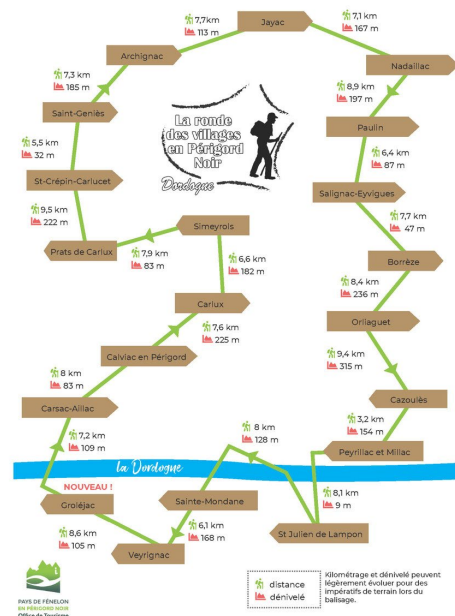 7,7km
113 m
Jayac
7,1 km
167 m
Archignac
Nadaillac
7,3 km
185 m
8,9 km
197 m
Saint-Geniès
La ronde
des villages
en Périgord
Noir
Dordogne
Paulin
5,5 km
32 m
6,4 km
87 m
St-Crépin-Carlucet
Salignac-Eyvigues
9,5 km
222 m
7,7 km
47 m
Simeyrois
Prats de Carlux
7,9 km
83 m
6,6 km
182 m
Borrèze
8,4 km
236 m
Carlux
Orliaguet
7,6 km
225 m
Calviac en Périgord
9,4 km
315 m
8 km
83 m
Cazoulès
Carsac-Aillac
3,2 km
154 m
7,2 km
109 m
8 km
128 m
Peyrillac et Millac
la Dordogne
NOUVEAU !
Sainte-Mondane
8,1 km
9 m
Groléjac
St Julien de Lampon
8,6 km
105 m
6,1 km
168 m
Veyrignac
PAYS DE FÉNELON
EN PÉRIGORD NOIR
Office de Tourisme
distance
dénivelé
Kilométrage et dénivelé peuvent
légèrement évoluer pour des
impératifs de terrain lors du
balisage.